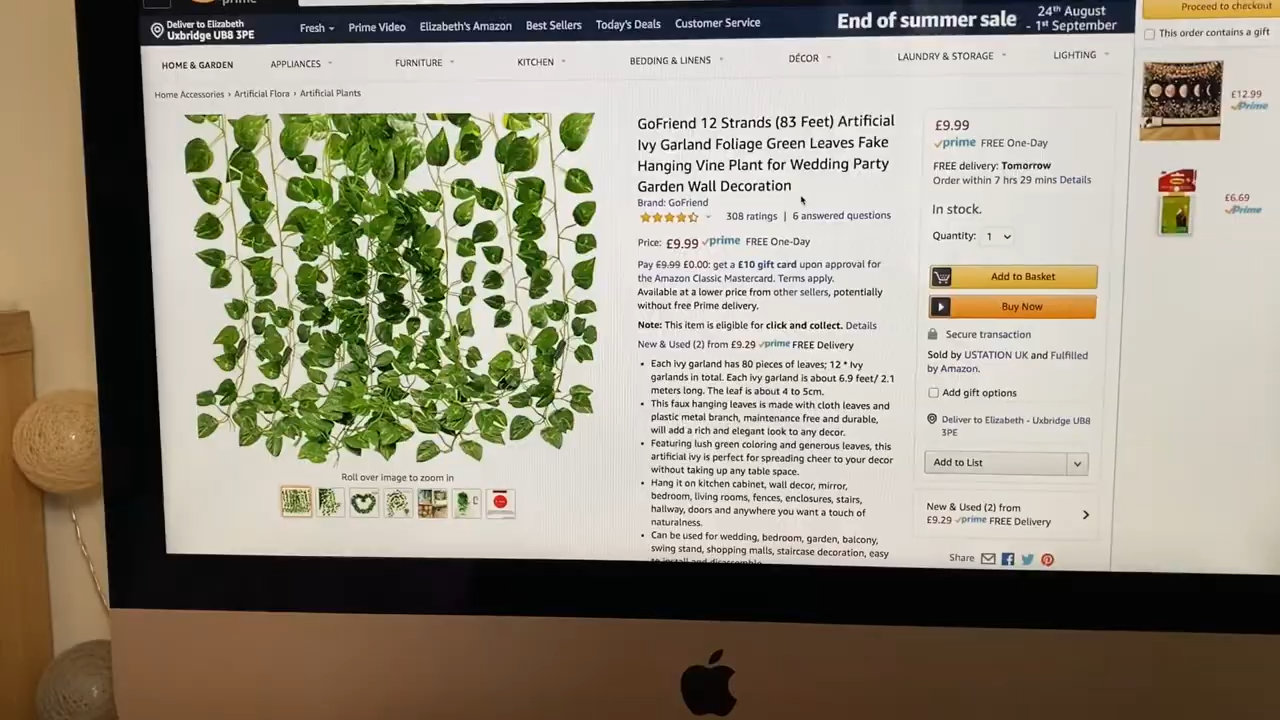 prime
Proceed to checkout
Deliver to Elizabeth
Uxbridge UB8 3PE
Fresh
Prime Video
Elizabeth's Amazon
Best Sellers
Today's Deals
Customer Service
End of summer sale
24th August
- 1st September
This order contains a gift
HOME & GARDEN
APPLIANCES
FURNITURE
KITCHEN
BEDDING & LINENS
DÉCOR
LAUNDRY & STORAGE
LIGHTING
Home Accessories › Artificial Flora › Artificial Plants
GoFriend 12 Strands (83 Feet) Artificial
Ivy Garland Foliage Green Leaves Fake
Hanging Vine Plant for Wedding Party
Garden Wall Decoration
Brand: GoFriend
308 ratings | 6 answered questions
Price: £9.99 prime FREE One-Day
Pay £9.99 £0.00: get a £10 gift card upon approval for
the Amazon Classic Mastercard. Terms apply.
Available at a lower price from other sellers, potentially
without free Prime delivery.
Note: This item is eligible for click and collect. Details
New & Used (2) from £9.29 prime FREE Delivery
• Each ivy garland has 80 pieces of leaves; 12 * Ivy
garlands in total. Each ivy garland is about 6.9 feet/ 2.1
meters long. The leaf is about 4 to 5cm.
• This faux hanging leaves is made with cloth leaves and
plastic metal branch, maintenance free and durable,
will add a rich and elegant look to any decor.
• Featuring lush green coloring and generous leaves, this
artificial ivy is perfect for spreading cheer to your decor
without taking up any table space.
• Hang it on kitchen cabinet, wall decor, mirror,
bedroom, living rooms, fences, enclosures, stairs,
hallway, doors and anywhere you want a touch of
naturalness.
• Can be used for wedding, bedroom, garden, balcony,
swing stand, shopping malls, staircase decoration, easy
to install and disassemble.
Roll over image to zoom in
£9.99
prime FREE One-Day
FREE delivery: Tomorrow
Order within 7 hrs 29 mins Details
In stock.
Quantity: 1
Add to Basket
Buy Now
Secure transaction
Sold by USTATION UK and Fulfilled
by Amazon.
Add gift options
Deliver to Elizabeth - Uxbridge UB8
3PE
Add to List
New & Used (2) from
£9.29 prime FREE Delivery
Share
£12.99
Prime
£6.69
Prime